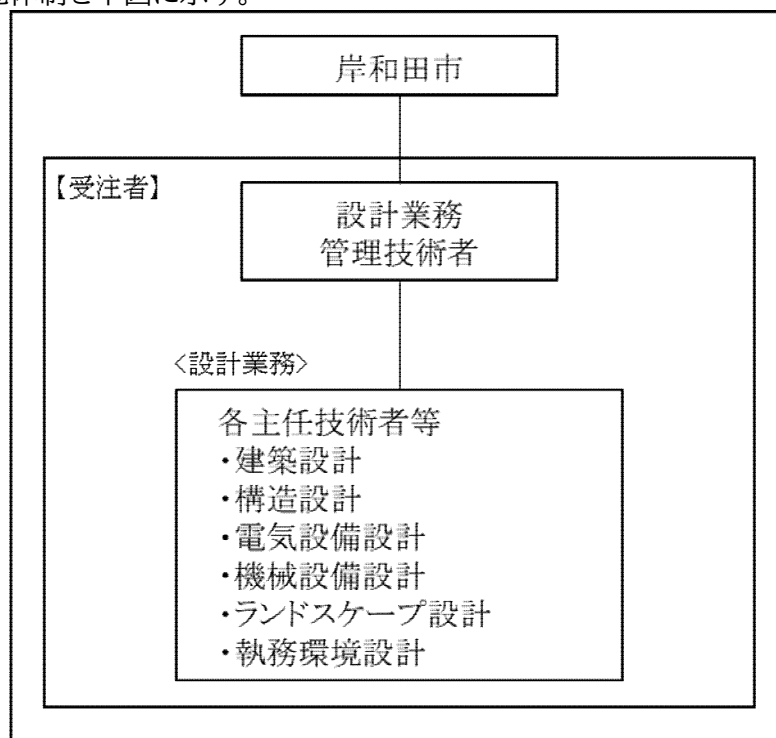 岸和田市
【受注者】
設計業務
管理技術者
<設計業務>
各主任技術者等
・建築設計
・構造設計
・電気設備設計
・機械設備設計
・ランドスケープ設計
・執務環境設計